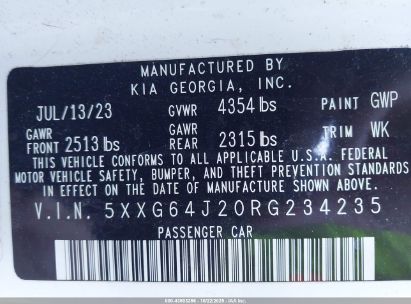 MANUFACTURED BY
KIA GEORGIA, INC.
JUL/13/23 GVWR 4354 lbs PAINT GWP
GAWR FRONT 2513 lbs GAWR REAR 2315 lbs TRIM WK
THIS VEHICLE CONFORMS TO ALL APPLICABLE U.S.A. FEDERAL
MOTOR VEHICLE SAFETY, BUMPER, AND THEFT PREVENTION STANDARDS
IN EFFECT ON THE DATE OF MANUFACTURE SHOWN ABOVE.
V.I.N. 5XXG64J20RG234235
PASSENGER CAR